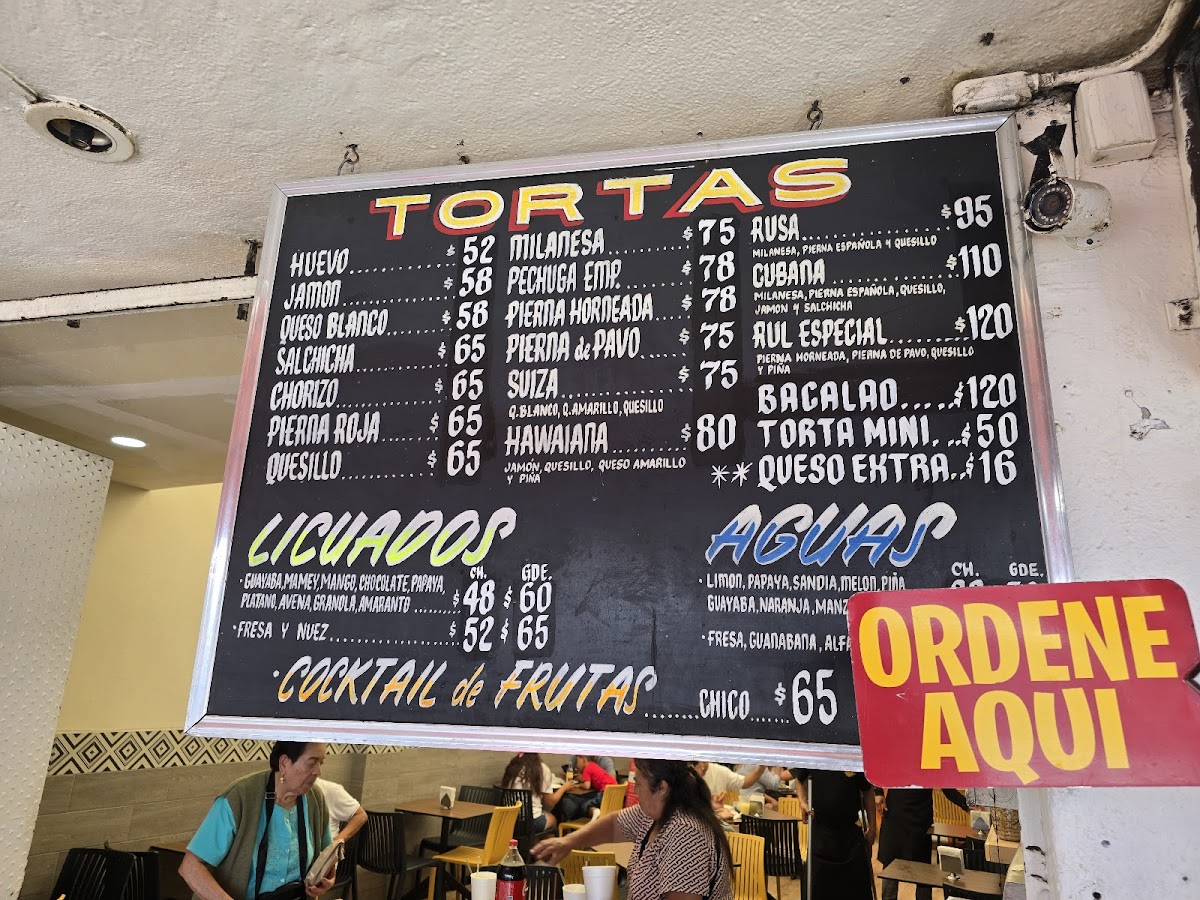 TORTAS
HUEVO..............$ 52
JAMON..............$ 58
QUESO BLANCO.......$ 58
SALCHICHA..........$ 65
CHORIZO............$ 65
PIERNA ROJA........$ 65
QUESILLO...........$ 65
MILANESA...........$ 75
PECHUGA EMP........$ 78
PIERNA HORNEADA....$ 78
PIERNA de PAVO.....$ 75
SUIZA..............$ 75
Q. BLANCO, Q. AMARILLO, QUESILLO
HAWAIANA...........$ 80
JAMÓN, QUESILLO, QUESO AMARILLO
Y PIÑA
RUSA...............$ 95
MILANESA, PIERNA ESPAÑOLA Y QUESILLO
CUBANA.............$ 110
MILANESA, PIERNA ESPAÑOLA, QUESILLO,
JAMON Y SALCHICHA
RUL ESPECIAL.......$ 120
PIERNA HORNEADA, PIERNA DE PAVO, QUESILLO
Y PIÑA
BACALAO.....$ 120
TORTA MINI...$ 50
** QUESO EXTRA..$ 16
LICUADOS
CH. GDE.
·GUAYABA, MAMEY, MANGO, CHOCOLATE, PAPAYA,
PLATANO, AVENA, GRANOLA, AMARANTO.....$ 48 $ 60
·FRESA Y NUEZ..................$ 52 $ 65
AGUAS
CH. GDE.
·LIMON, PAPAYA, SANDIA, MELON, PIÑA
GUAYABA, NARANJA,
·FRESA, GUANABANA,
·COCKTAIL de FRUTAS.......CHICO.....$ 65
ORDENE
AQUI